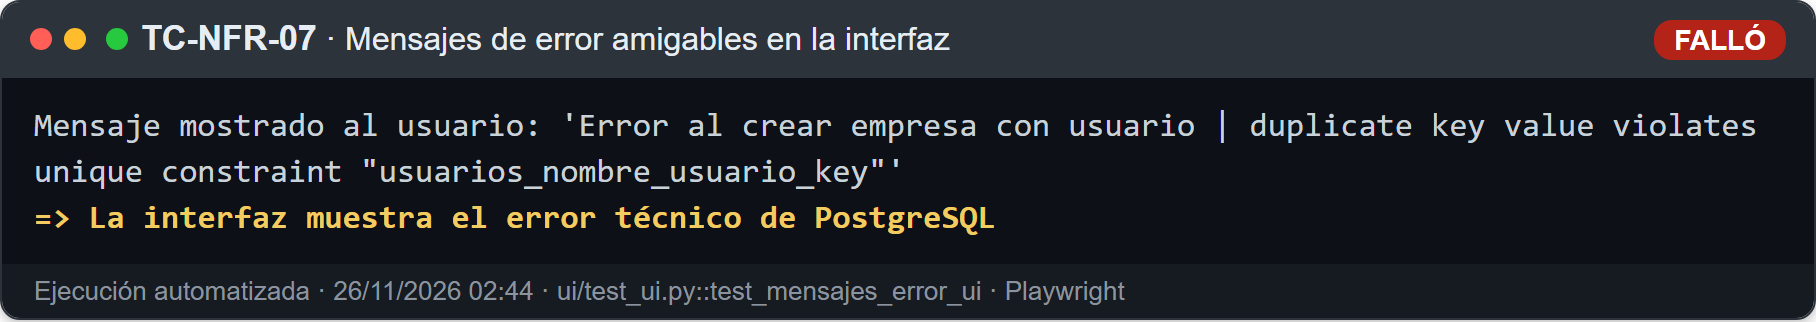 TC-NFR-07 · Mensajes de error amigables en la interfaz
FALLÓ
Mensaje mostrado al usuario: 'Error al crear empresa con usuario | duplicate key value violates
unique constraint "usuarios_nombre_usuario_key"'
=> La interfaz muestra el error técnico de PostgreSQL
Ejecución automatizada · 26/11/2026 02:44 · ui/test_ui.py::test_mensajes_error_ui · Playwright